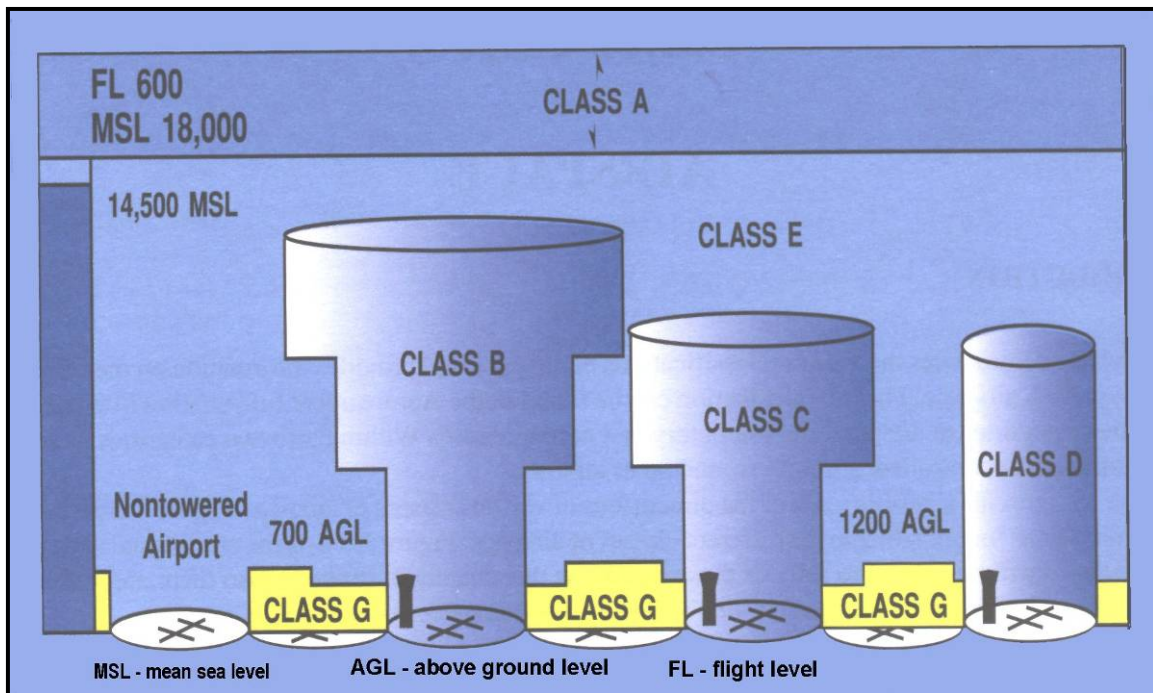 FL 600
MSL 18,000
CLASS A
14,500 MSL
CLASS E
CLASS B
CLASS C
CLASS D
Nontowered
Airport
700 AGL
1200 AGL
CLASS G
CLASS G
CLASS G
MSL - mean sea level
AGL - above ground level
FL - flight level